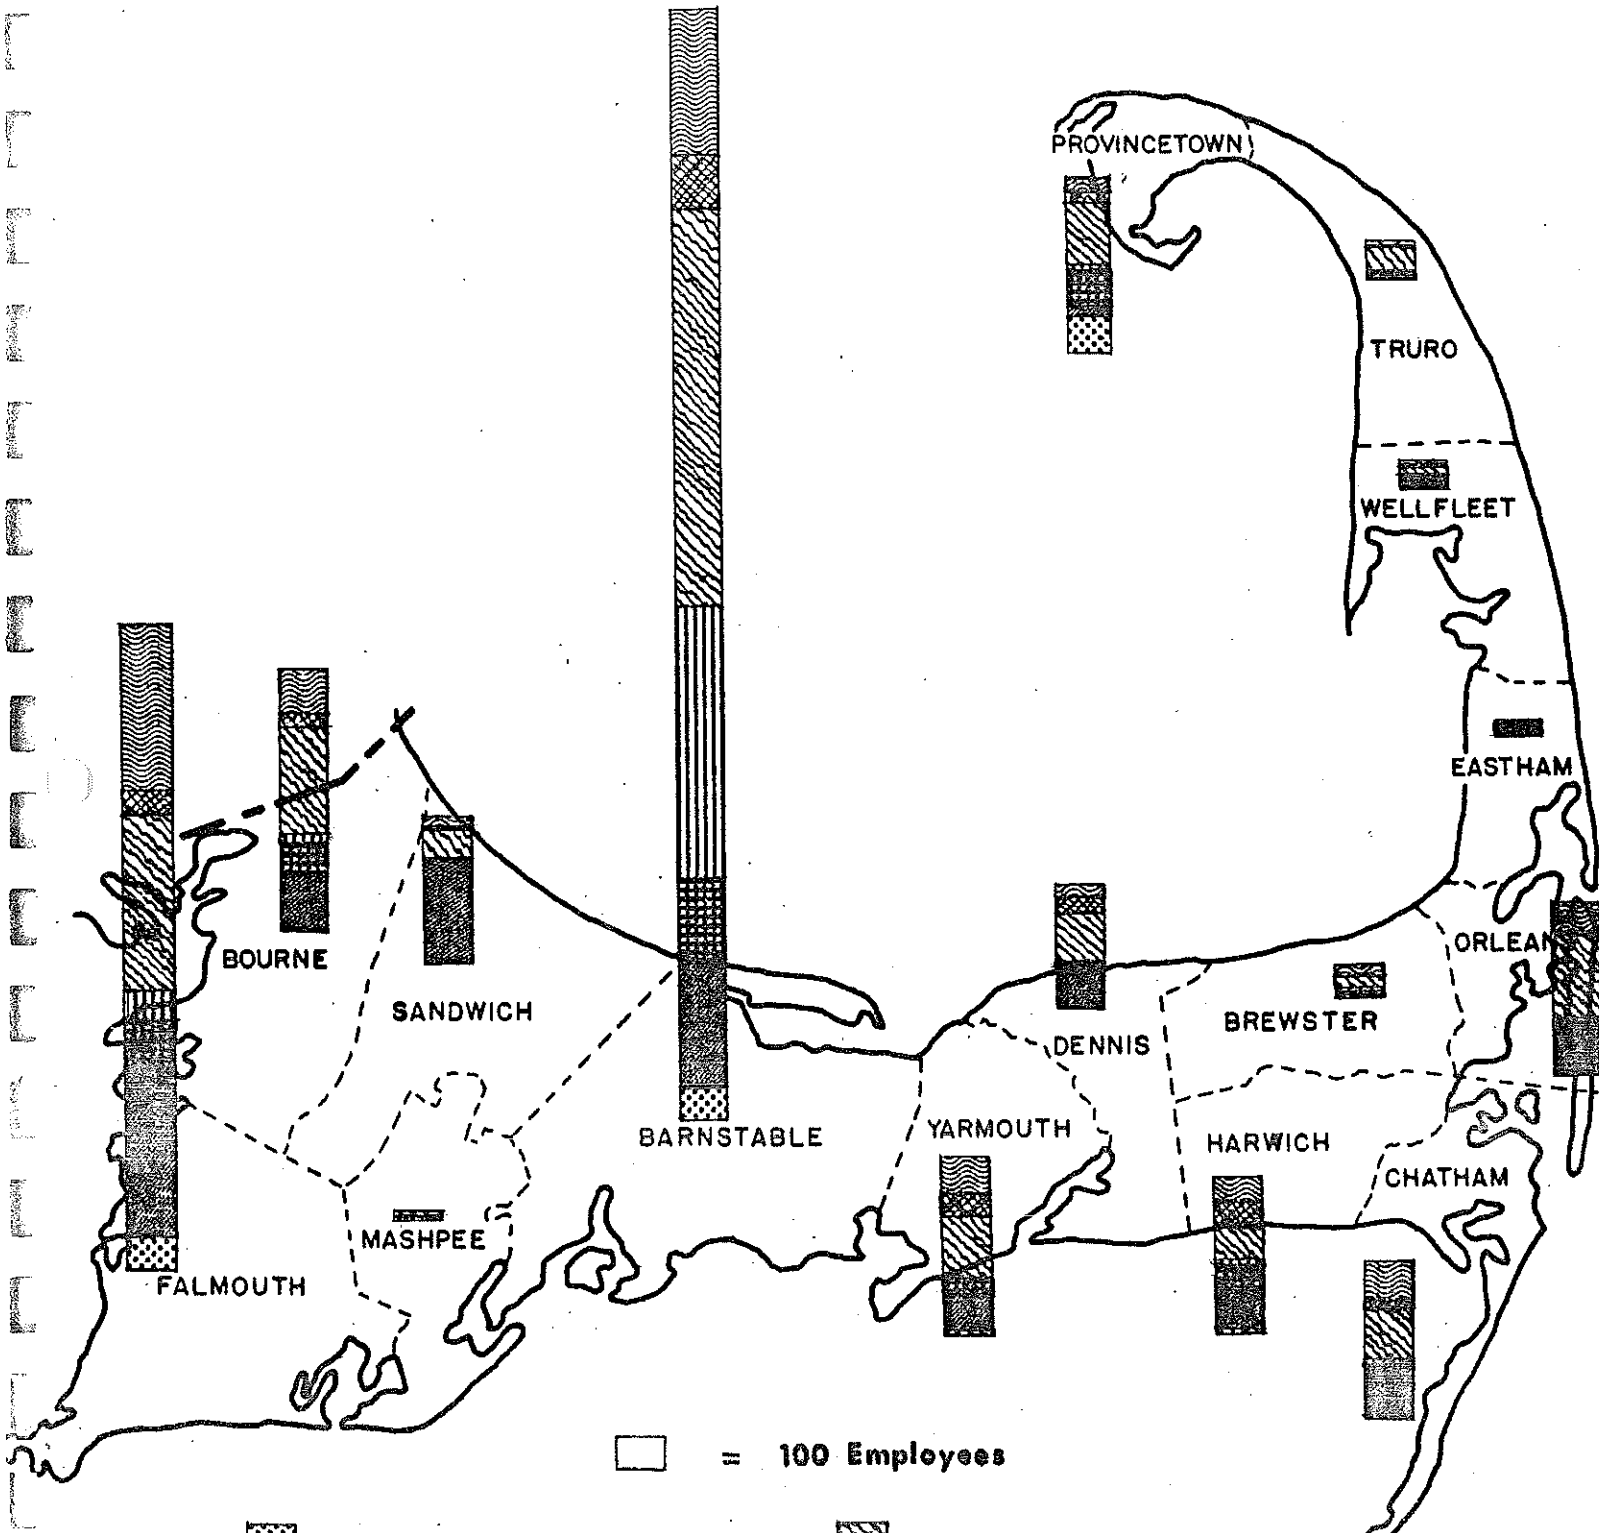 PROVINCETOWN
TRURO
WELLFLEET
EASTHAM
ORLEAN
BOURNE
SANDWICH
BREWSTER
DENNIS
BARNSTABLE
YARMOUTH
HARWICH
CHATHAM
MASHPEE
FALMOUTH
= 100 Employees